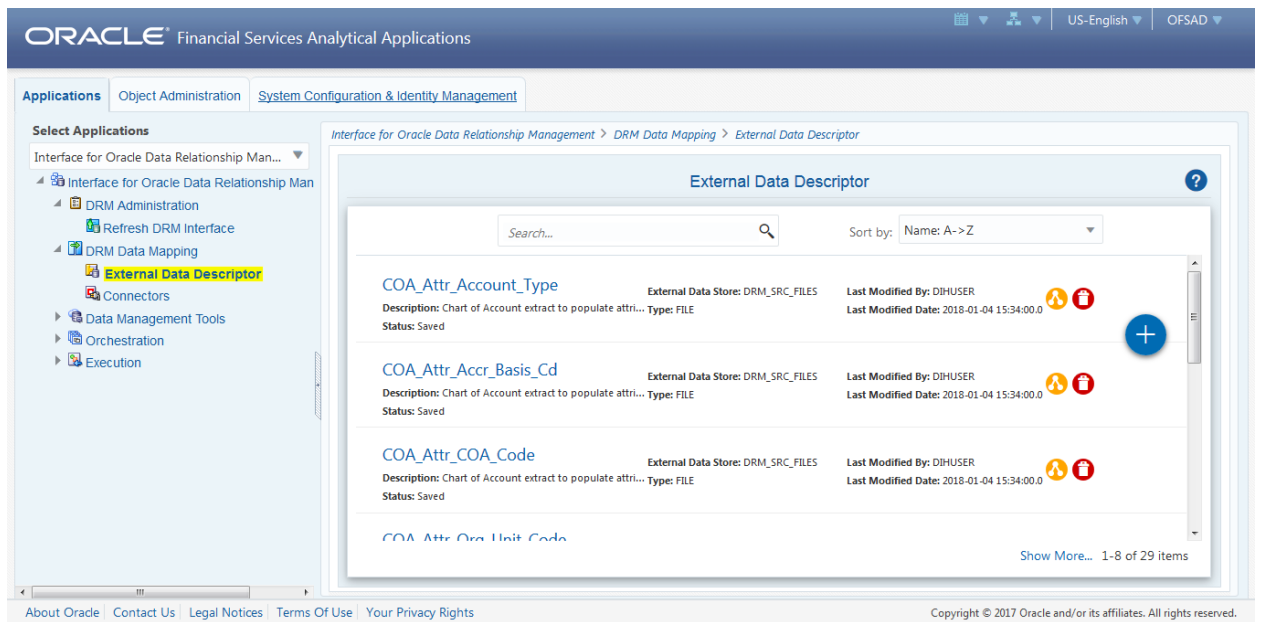 ORACLE® Financial Services Analytical Applications
US-English
OFSAD
Applications
Object Administration
System Configuration & Identity Management
Select Applications
Interface for Oracle Data Relationship Man...
Interface for Oracle Data Relationship Man
DRM Administration
Refresh DRM Interface
DRM Data Mapping
External Data Descriptor
Connectors
Data Management Tools
Orchestration
Execution
Interface for Oracle Data Relationship Management > DRM Data Mapping > External Data Descriptor
External Data Descriptor
?
Search...
Sort by: Name: A->Z
COA_Attr_Account_Type
Description: Chart of Account extract to populate attri...
Status: Saved
External Data Store: DRM_SRC_FILES
Type: FILE
Last Modified By: DIHUSER
Last Modified Date: 2018-01-04 15:34:00.0
COA_Attr_Accr_Basis_Cd
Description: Chart of Account extract to populate attri...
Status: Saved
External Data Store: DRM_SRC_FILES
Type: FILE
Last Modified By: DIHUSER
Last Modified Date: 2018-01-04 15:34:00.0
COA_Attr_COA_Code
Description: Chart of Account extract to populate attri...
Status: Saved
External Data Store: DRM_SRC_FILES
Type: FILE
Last Modified By: DIHUSER
Last Modified Date: 2018-01-04 15:34:00.0
COA_Attr_Org_Unit_Code
Show More... 1-8 of 29 items
About Oracle | Contact Us | Legal Notices | Terms Of Use | Your Privacy Rights
Copyright © 2017 Oracle and/or its affiliates. All rights reserved.